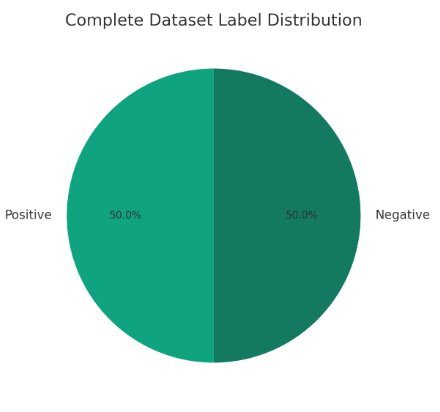 Complete Dataset Label Distribution
Positive
50.0%
50.0%
Negative